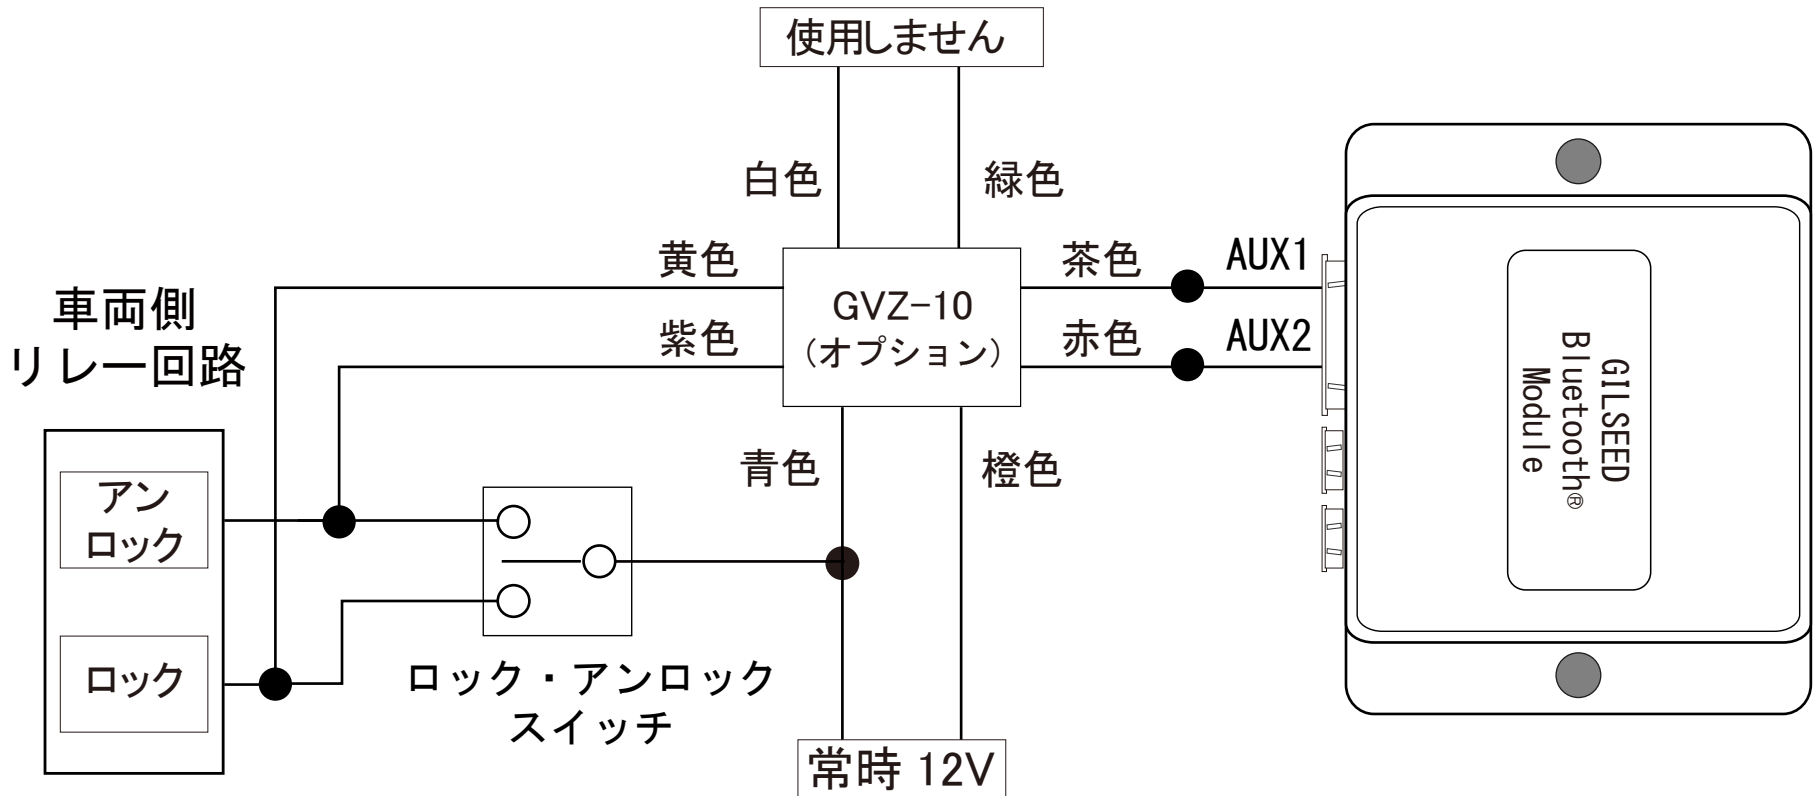 使用しません
白色
緑色
黄色
茶色
AUX1
車両側
リレー回路
GVZ-10
(オプション)
紫色
赤色
AUX2
GILSEED
Bluetooth®
Module
青色
橙色
アン
ロック
ロック
ロック・アンロック
スイッチ
常時 12V